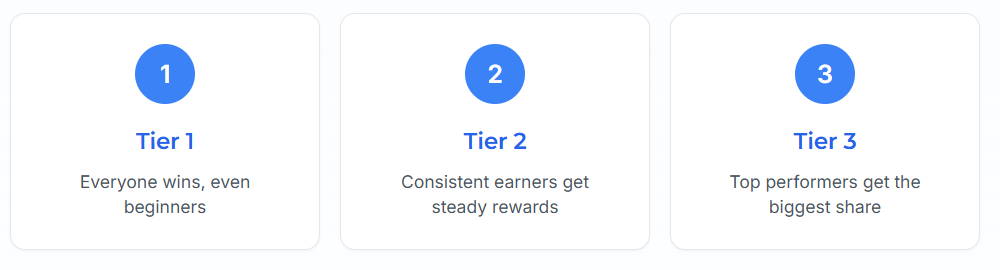 1
Tier 1
Everyone wins, even
beginners
2
Tier 2
Consistent earners get
steady rewards
3
Tier 3
Top performers get the
biggest share